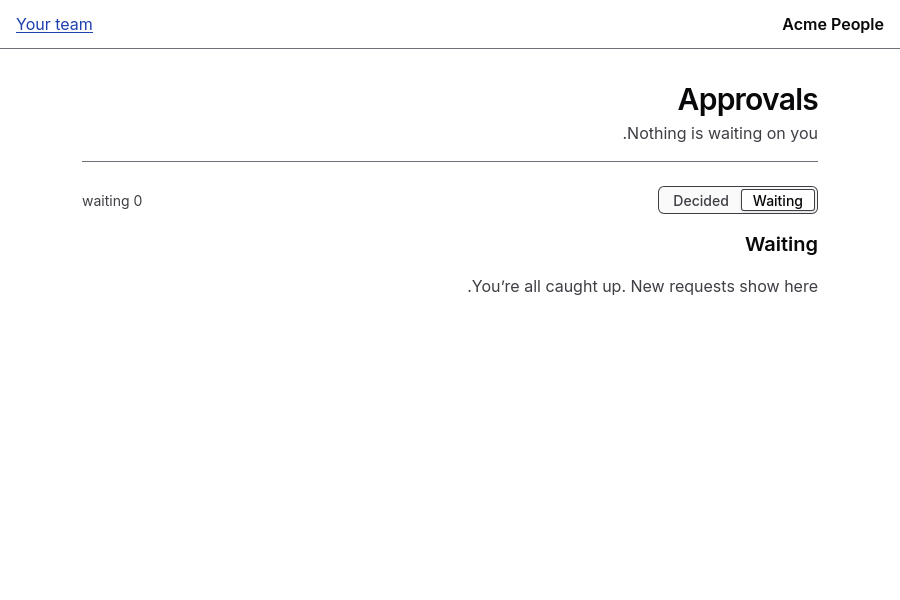 Acme People
Your team
Approvals
.Nothing is waiting on you
Waiting
Decided
waiting 0
Waiting
.You’re all caught up. New requests show here